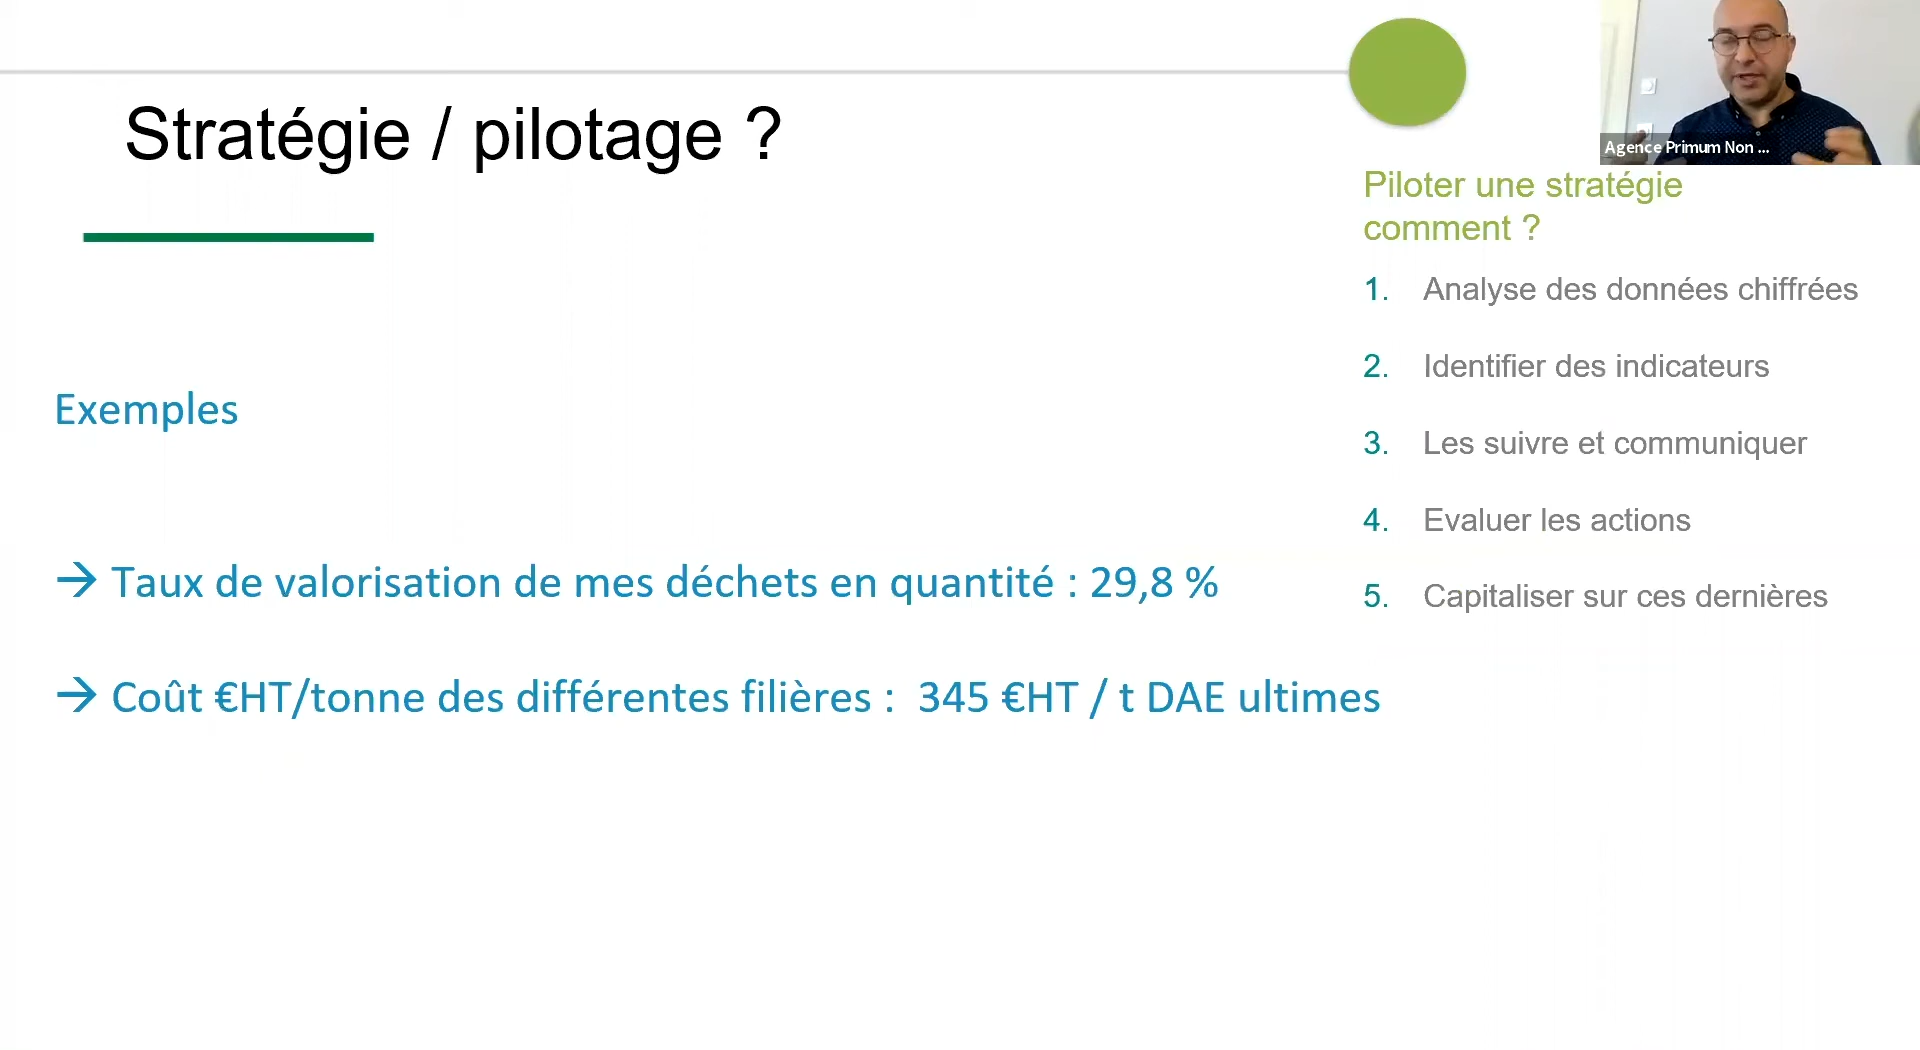 Stratégie / pilotage ?
Exemples
→ Taux de valorisation de mes déchets en quantité : 29,8 %
→ Coût €HT/tonne des différentes filières : 345 €HT / t DAE ultimes
Agence Primum Non ...
Piloter une stratégie
comment ?
1. Analyse des données chiffrées
2. Identifier des indicateurs
3. Les suivre et communiquer
4. Evaluer les actions
5. Capitaliser sur ces dernières